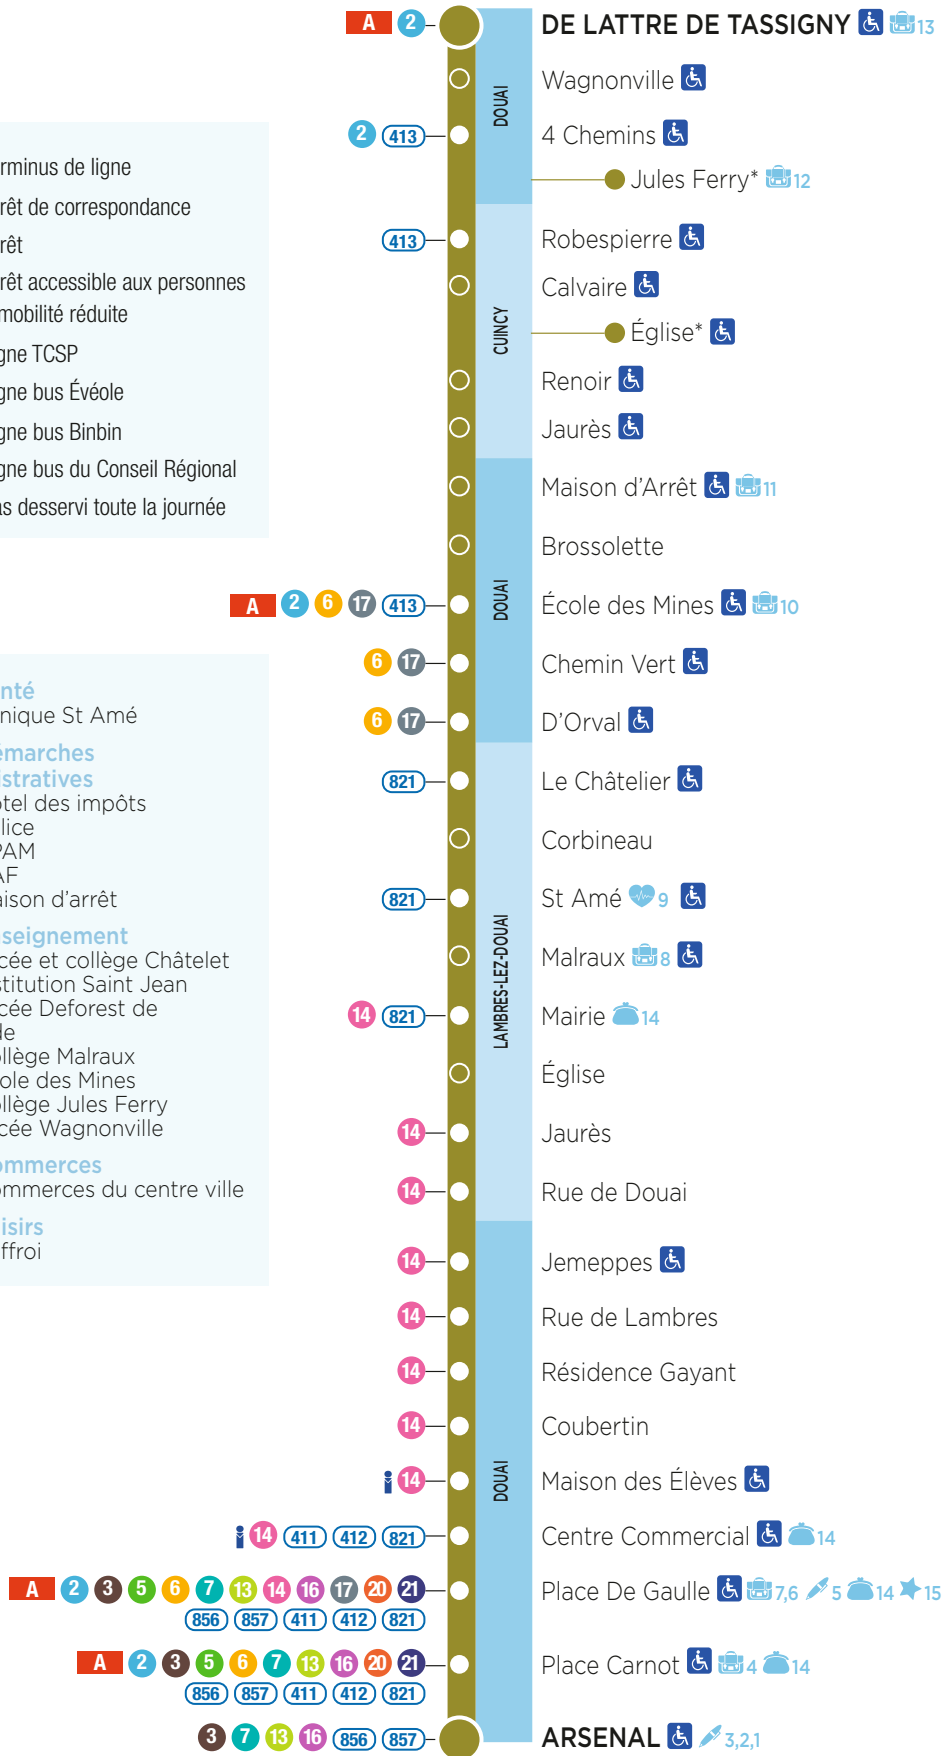 A 2 DE LATTRE DE TASSIGNY 13
Wagnonville
2 413 4 Chemins
Jules Ferry* 12
DOUAI
413 Robespierre
Calvaire
Église*
Renoir
Jaurès
CUINCY
Maison d'Arrêt 11
Brossolette
A 2 6 17 413 École des Mines 10
6 17 Chemin Vert
6 17 D'Orval
DOUAI
821 Le Châtelier
Corbineau
821 St Amé 9
Malraux 8
14 821 Mairie 14
Église
14 Jaurès
14 Rue de Douai
LAMBRES-LEZ-DOUAI
14 Jemeppes
14 Rue de Lambres
14 Résidence Gayant
14 Coubertin
14 Maison des Élèves
14 411 412 821 Centre Commercial 14
A 2 3 5 6 7 13 14 16 17 20 21 Place De Gaulle 7,6 5 14 15
856 857 411 412 821
A 2 3 5 6 7 13 16 20 21 Place Carnot 4 14
856 857 411 412 821
3 7 13 16 856 857 ARSENAL 3,2,1
DOUAI
rminus de ligne
rêt de correspondance
rêt
rêt accessible aux personnes
mobilité réduite
gne TCSP
gne bus Évéole
gne bus Binbin
gne bus du Conseil Régional
as desservi toute la journée
nté
nique St Amé
émarches
istratives
tel des impôts
lice
PAM
AF
aison d'arrêt
seignement
cée et collège Châtelet
stitution Saint Jean
cée Deforest de
de
llège Malraux
ole des Mines
llège Jules Ferry
cée Wagnonville
ommerces
mmerces du centre ville
isirs
ffroi